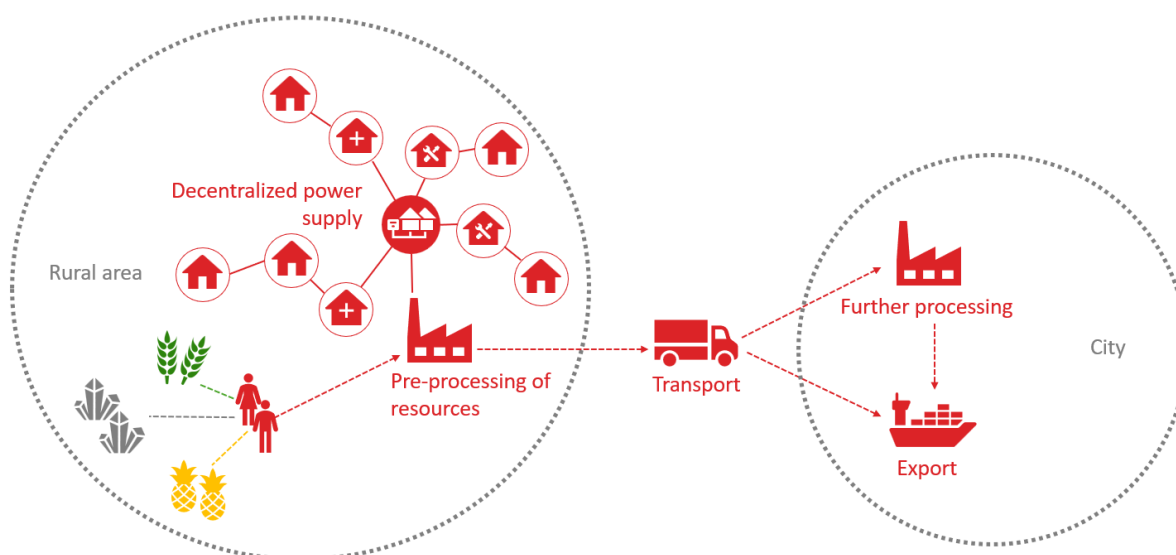 Decentralized power
supply
Rural area
Pre-processing of
resources
Transport
Further processing
City
Export